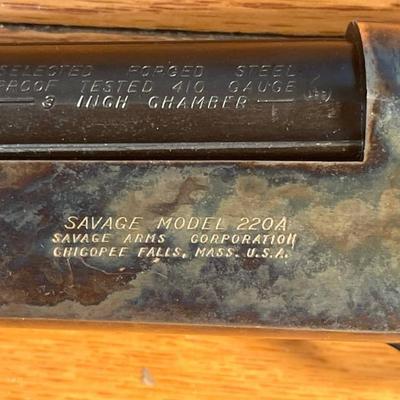 SELECTED FORGED STEEL
PROOF TESTED 410 GAUGE
3 INCH CHAMBER
SAVAGE MODEL 220A
SAVAGE ARMS CORPORATION
CHICOPEE FALLS, MASS. U.S.A.